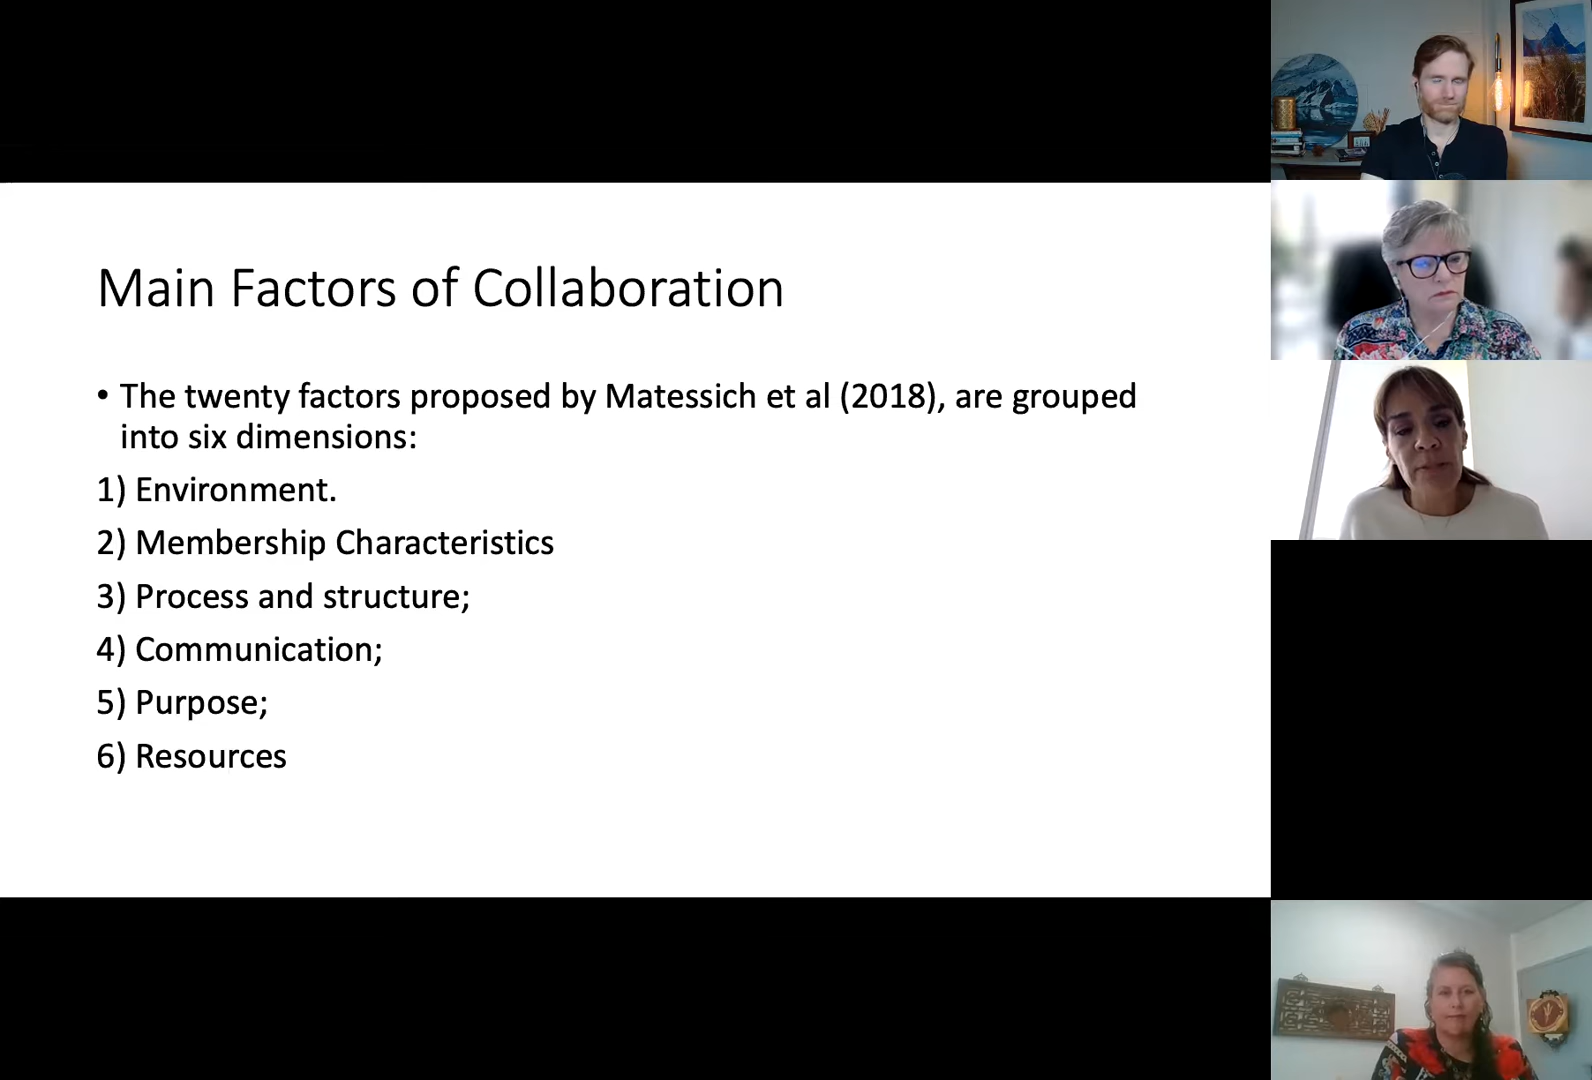 Main Factors of Collaboration
• The twenty factors proposed by Matessich et al (2018), are grouped
into six dimensions:
1) Environment.
2) Membership Characteristics
3) Process and structure;
4) Communication;
5) Purpose;
6) Resources